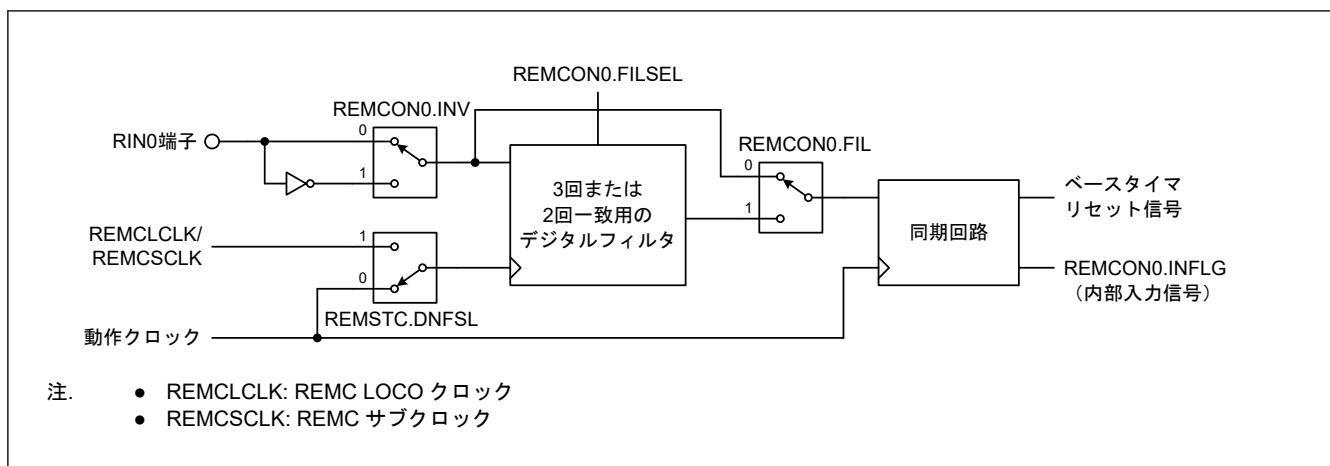 REMCON0.FILSEL
REMCON0.INV
RIN0端子
0
1
REMCON0.FIL
0
1
3回または
2回一致用の
デジタルフィルタ
同期回路
ベースタイマ
リセット信号
REMCLCLK/
REMCSCLK
1
0
REMSTC.DNFSL
REMCON0.INFLG
（内部入力信号）
動作クロック
注. ● REMCLCLK: REMC LOCO クロック
● REMCSCLK: REMC サブクロック